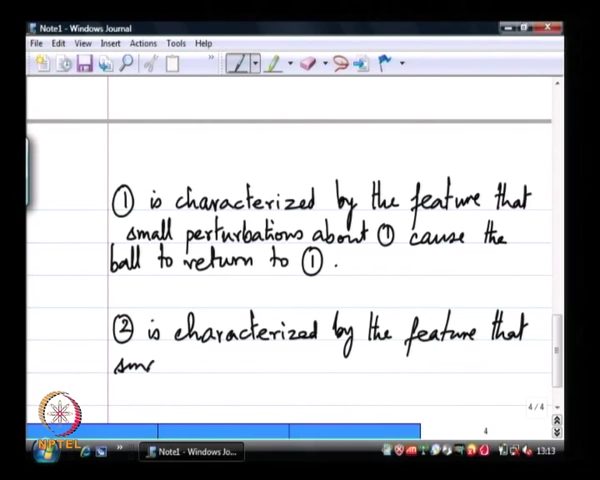 Note1 - Windows Journal
File Edit View Insert Actions Tools Help
① is characterized by the feature that
small perturbations about ① cause the
ball to return to ① .
② is characterized by the feature that
sm
4 / 4
4
NPTEL
Note1 - Windows Jo...
13:13